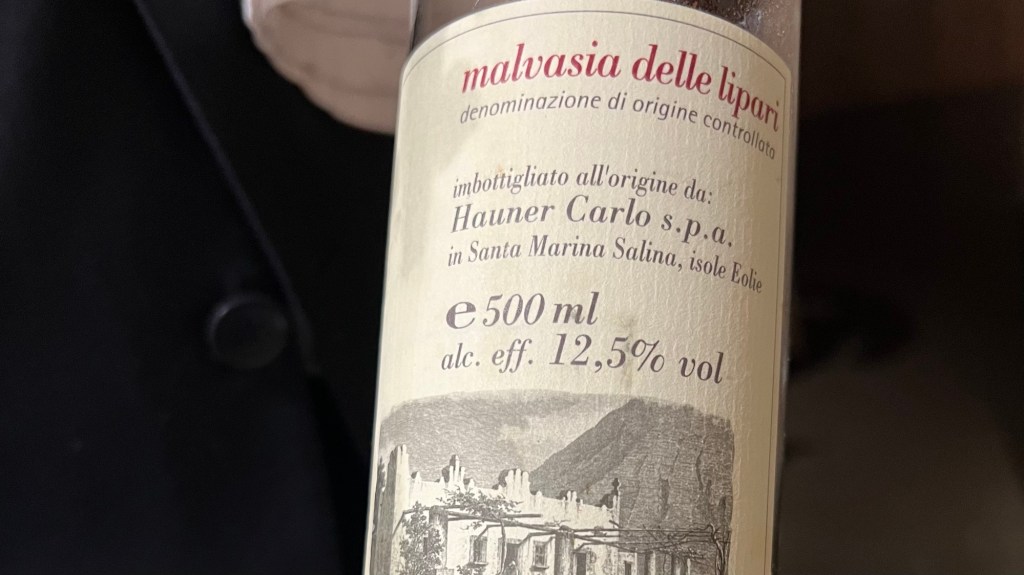 malvasia delle lipari
denominazione di origine controllata
imbottigliato all'origine da:
Hauner Carlo s.p.a.
in Santa Marina Salina, isole Eolie
e 500 ml
alc. eff. 12,5% vol